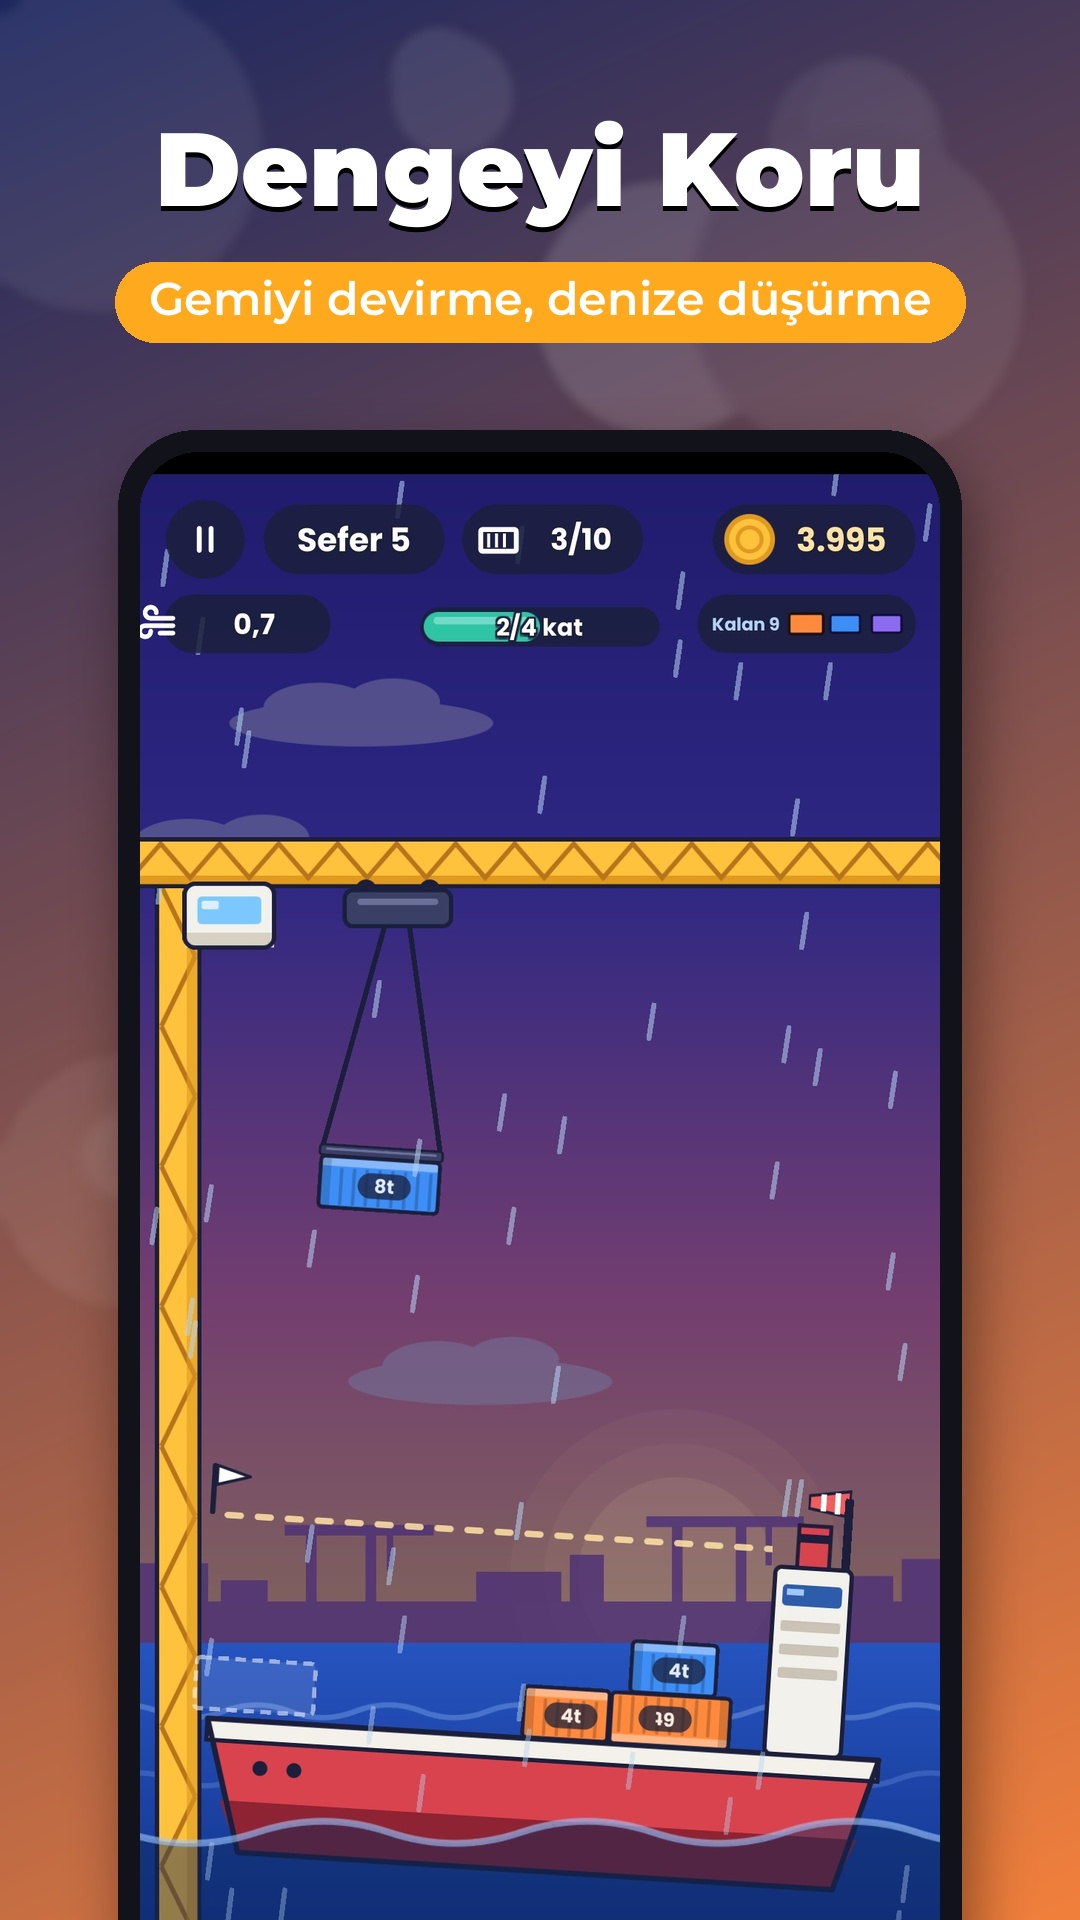 Dengeyi Koru
Gemiyi devirme, denize düşürme
Sefer 5
3/10
3.995
0,7
2/4 kat
Kalan 9
8t
4t
4t
6t